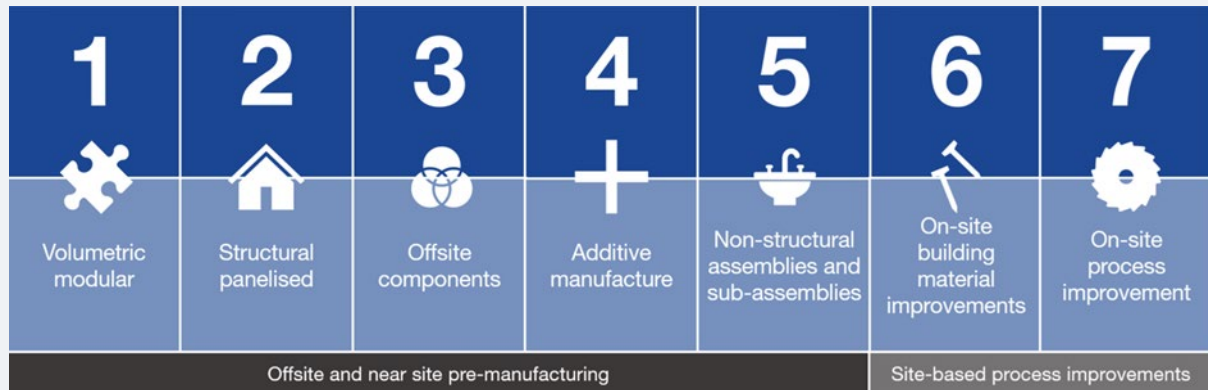 1
2
3
4
5
6
7
Volumetric
modular
Structural
panelised
Offsite
components
Additive
manufacture
Non-structural
assemblies and
sub-assemblies
On-site
building
material
improvements
On-site
process
improvement
Offsite and near site pre-manufacturing
Site-based process improvements